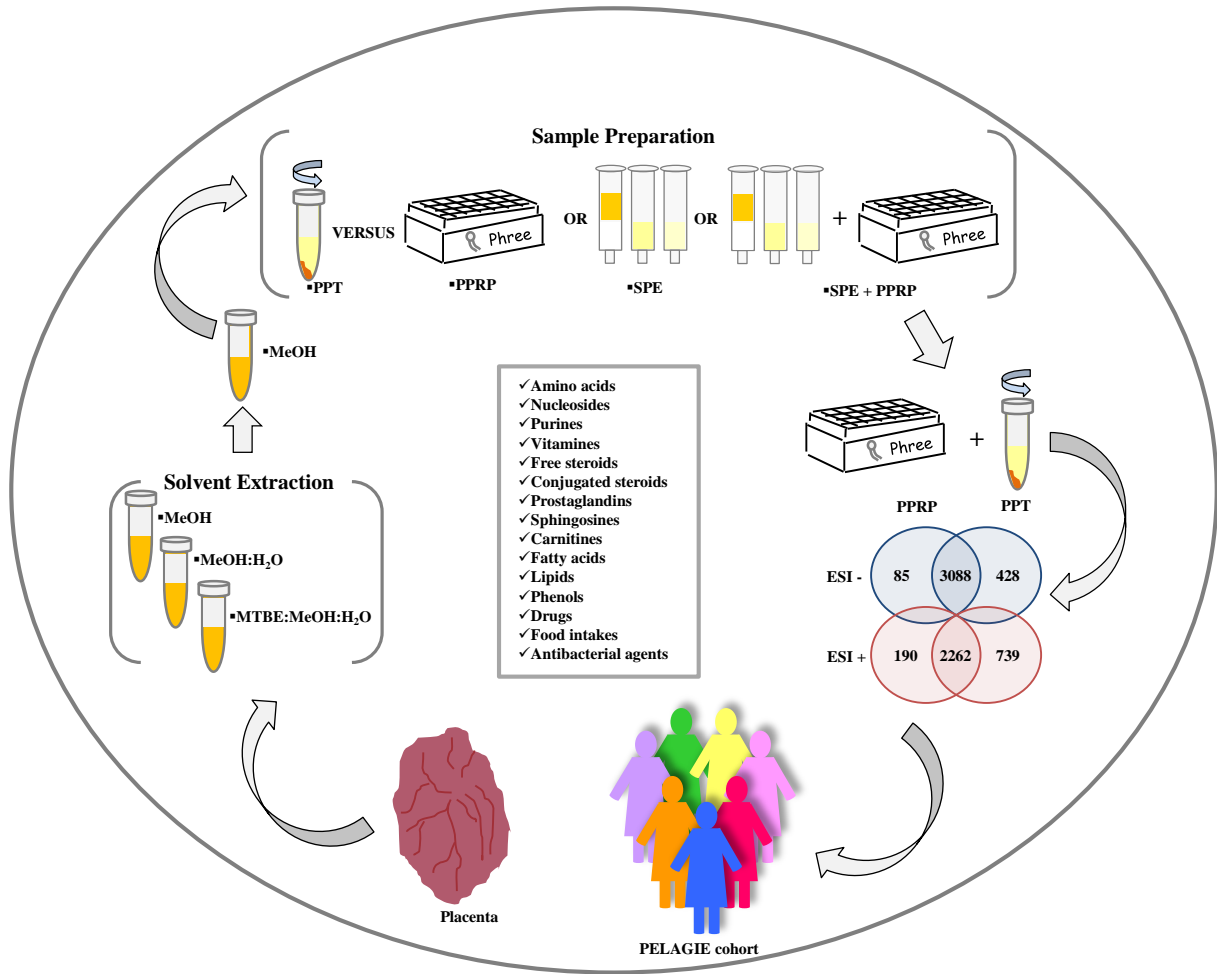 Sample Preparation
VERSUS
Phree
OR
OR
+
Phree
▪PPT
▪PPRP
▪SPE
▪SPE + PPRP
▪MeOH
Solvent Extraction
▪MeOH
▪MeOH:H₂O
▪MTBE:MeOH:H₂O
✓Amino acids
✓Nucleosides
✓Purines
✓Vitamines
✓Free steroids
✓Conjugated steroids
✓Prostaglandins
✓Sphingosines
✓Carnitines
✓Fatty acids
✓Lipids
✓Phenols
✓Drugs
✓Food intakes
✓Antibacterial agents
Phree
+
PPRP PPT
ESI - 85 3088 428
ESI + 190 2262 739
Placenta
PELAGIE cohort